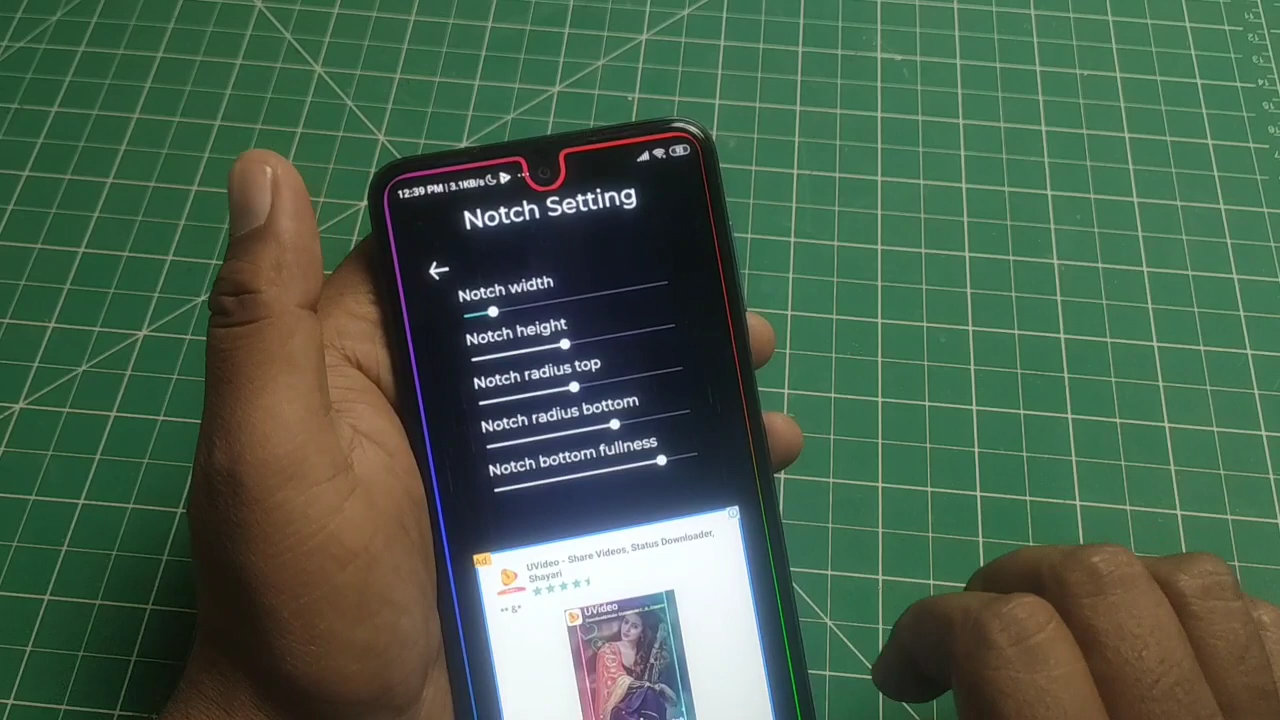 12:39 PM | 3.1KB/s ... 93
Notch Setting
Notch width
Notch height
Notch radius top
Notch radius bottom
Notch bottom fullness
Ad
UVideo - Share Videos, Status Downloader,
Shayari
** &*
UVideo